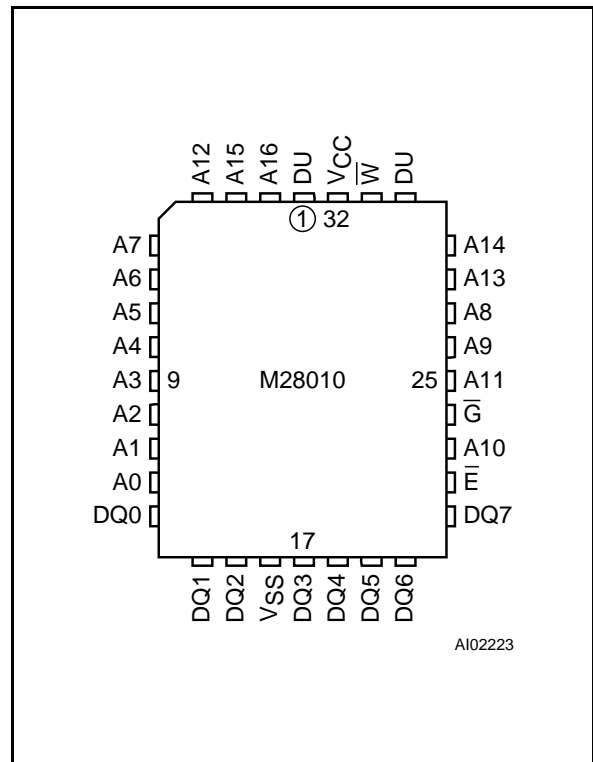 A12 A15 A16 DU VCC W̅ DU
1 32
A7 A14
A6 A13
A5 A8
A4 A9
A3 9 M28010 25 A11
A2 G̅
A1 A10
A0 E̅
DQ0 DQ7
17
DQ1 DQ2 VSS DQ3 DQ4 DQ5 DQ6
AI02223